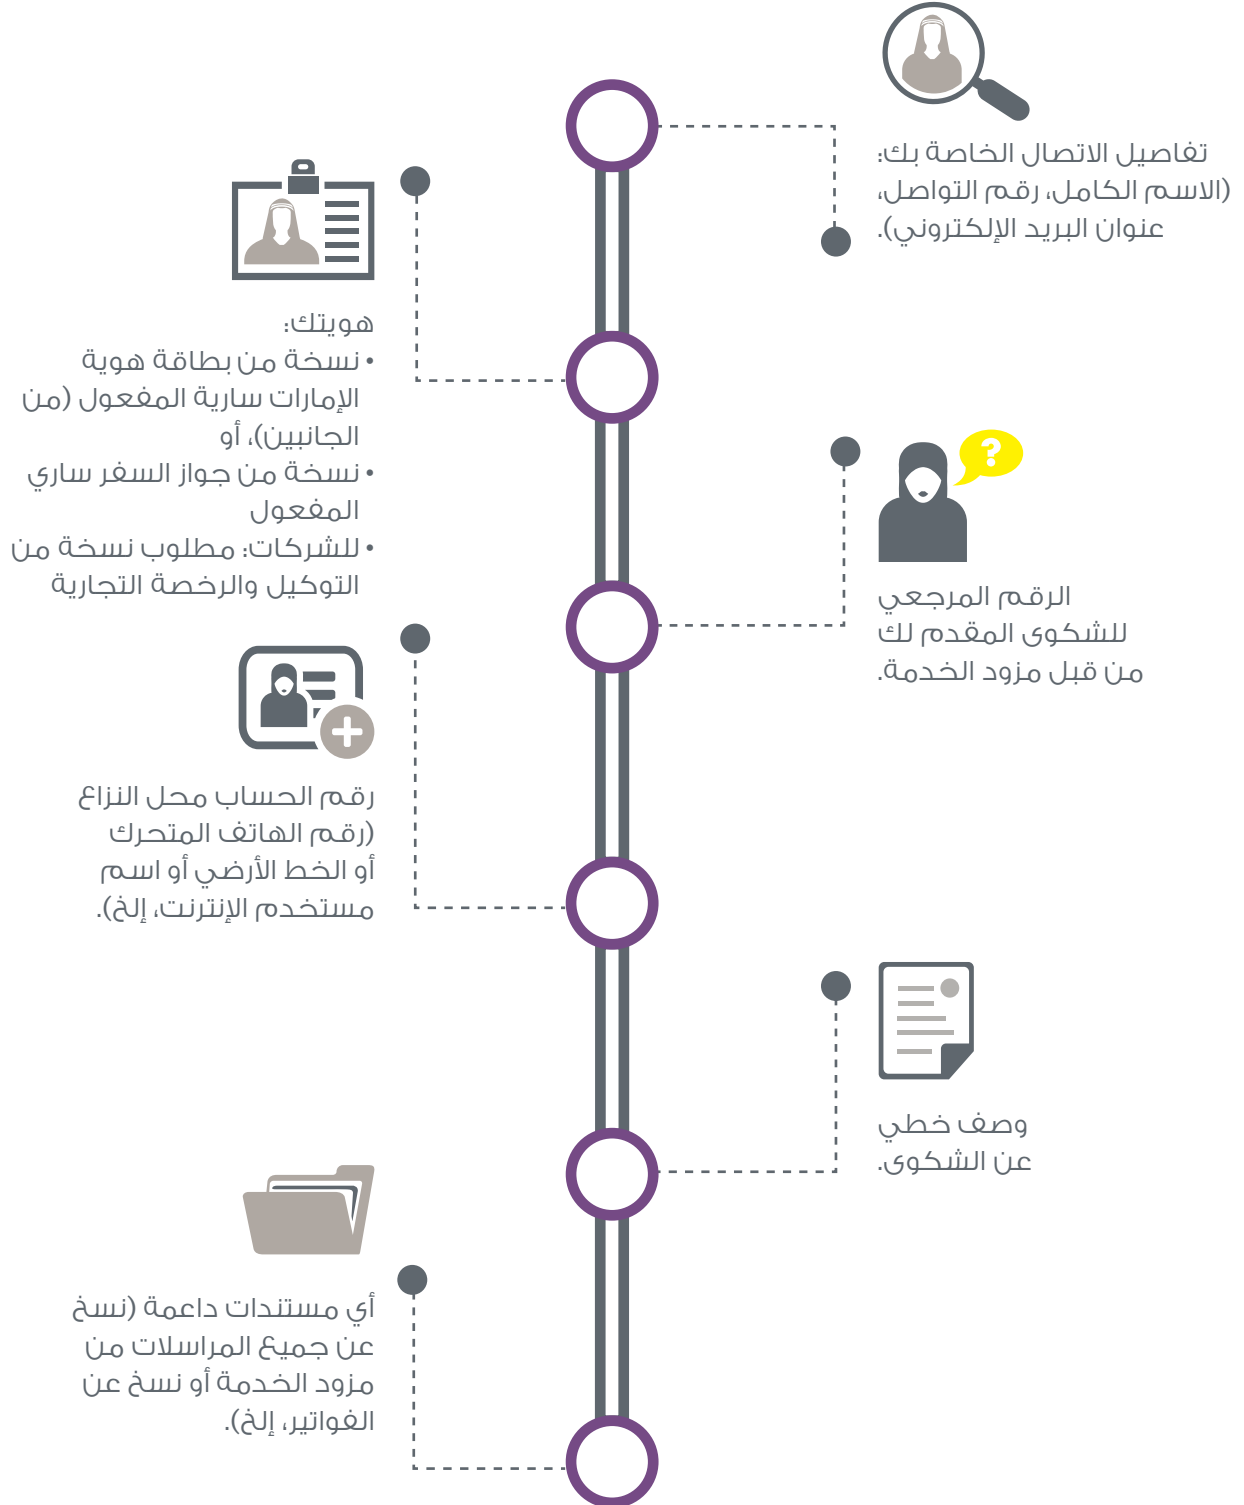 تفاصيل الاتصال الخاصة بك:
(الاسم الكامل، رقم التواصل،
عنوان البريد الإلكتروني).
هويتك:
• نسخة من بطاقة هوية
الإمارات سارية المفعول (من
الجانبين)، أو
• نسخة من جواز السفر ساري
المفعول
• للشركات: مطلوب نسخة من
التوكيل والرخصة التجارية
?
الرقم المرجعي
للشكوى المقدم لك
من قبل مزود الخدمة.
رقم الحساب محل النزاع
(رقم الهاتف المتحرك
أو الخط الأرضي أو اسم
مستخدم الإنترنت، إلخ).
وصف خطي
عن الشكوى.
أي مستندات داعمة (نسخ
عن جميع المراسلات من
مزود الخدمة أو نسخ عن
الفواتير، إلخ).